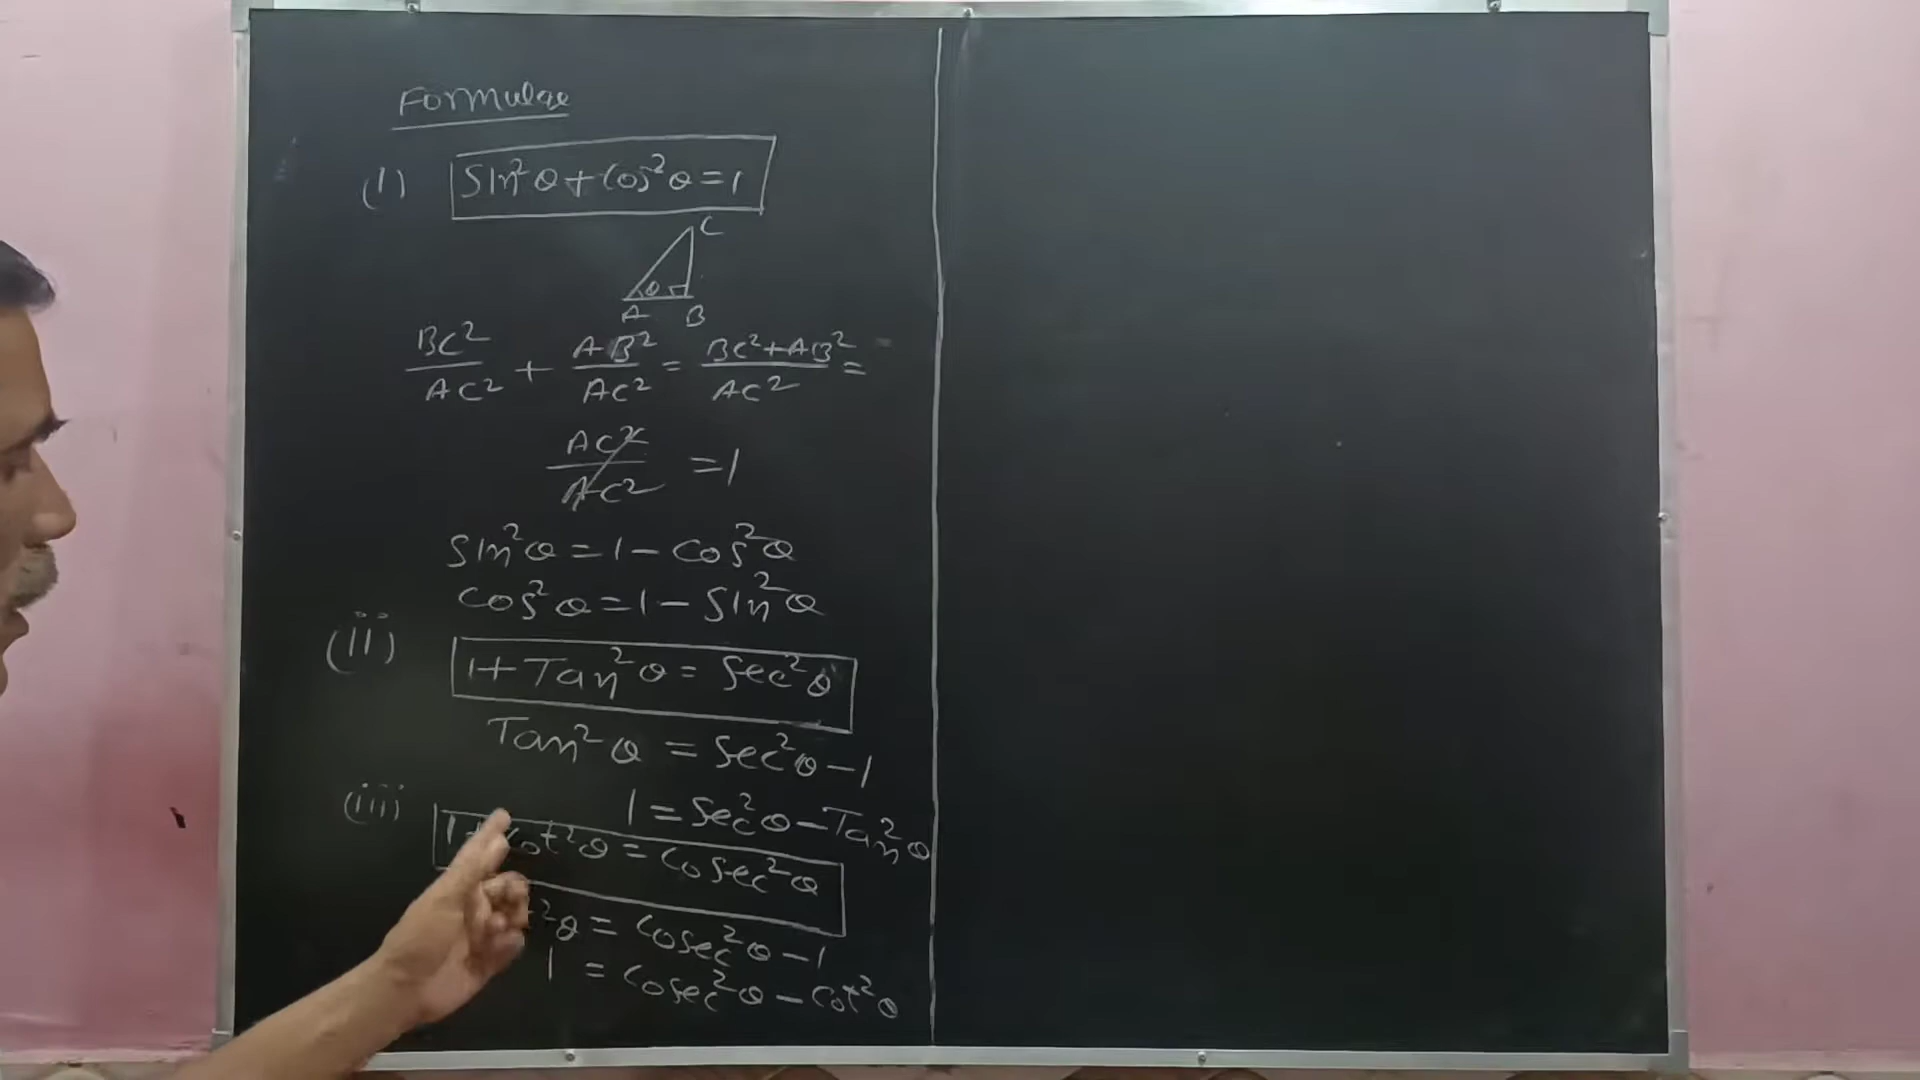 Formulae
(i) Sin²θ + Cos²θ = 1
C
θ
A B
BC²/AC² + AB²/AC² = BC²+AB²/AC² =
AC²/AC² = 1
Sin²θ = 1 - Cos²θ
Cos²θ = 1 - Sin²θ
(ii) 1 + Tan²θ = Sec²θ
Tan²θ = Sec²θ - 1
1 = Sec²θ - Tan²θ
(iii) 1 + Cot²θ = Cosec²θ
²θ = Cosec²θ - 1
1 = Cosec²θ - Cot²θ